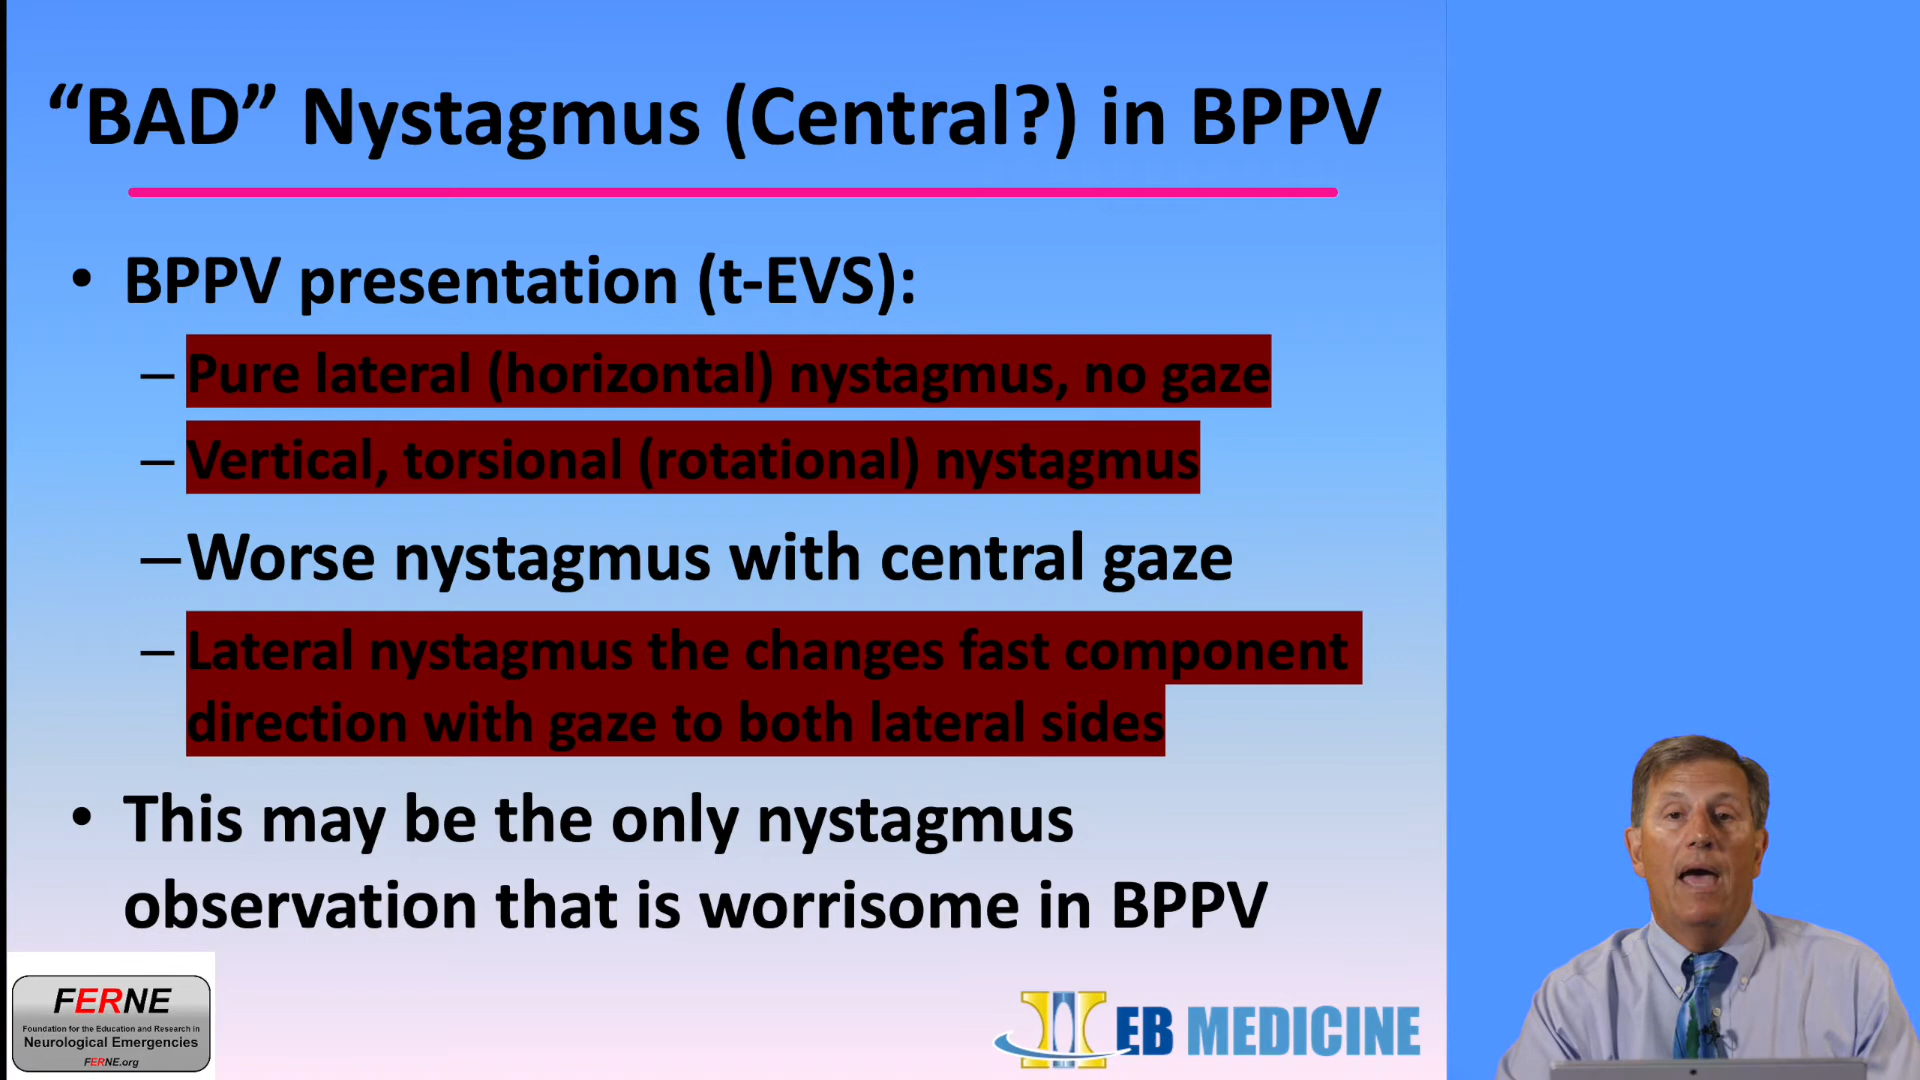 “BAD” Nystagmus (Central?) in BPPV
• BPPV presentation (t-EVS):
– Pure lateral (horizontal) nystagmus, no gaze
– Vertical, torsional (rotational) nystagmus
– Worse nystagmus with central gaze
– Lateral nystagmus the changes fast component
direction with gaze to both lateral sides
• This may be the only nystagmus
observation that is worrisome in BPPV
FERNE
Foundation for the Education and Research in
Neurological Emergencies
FERNE.org
EB MEDICINE